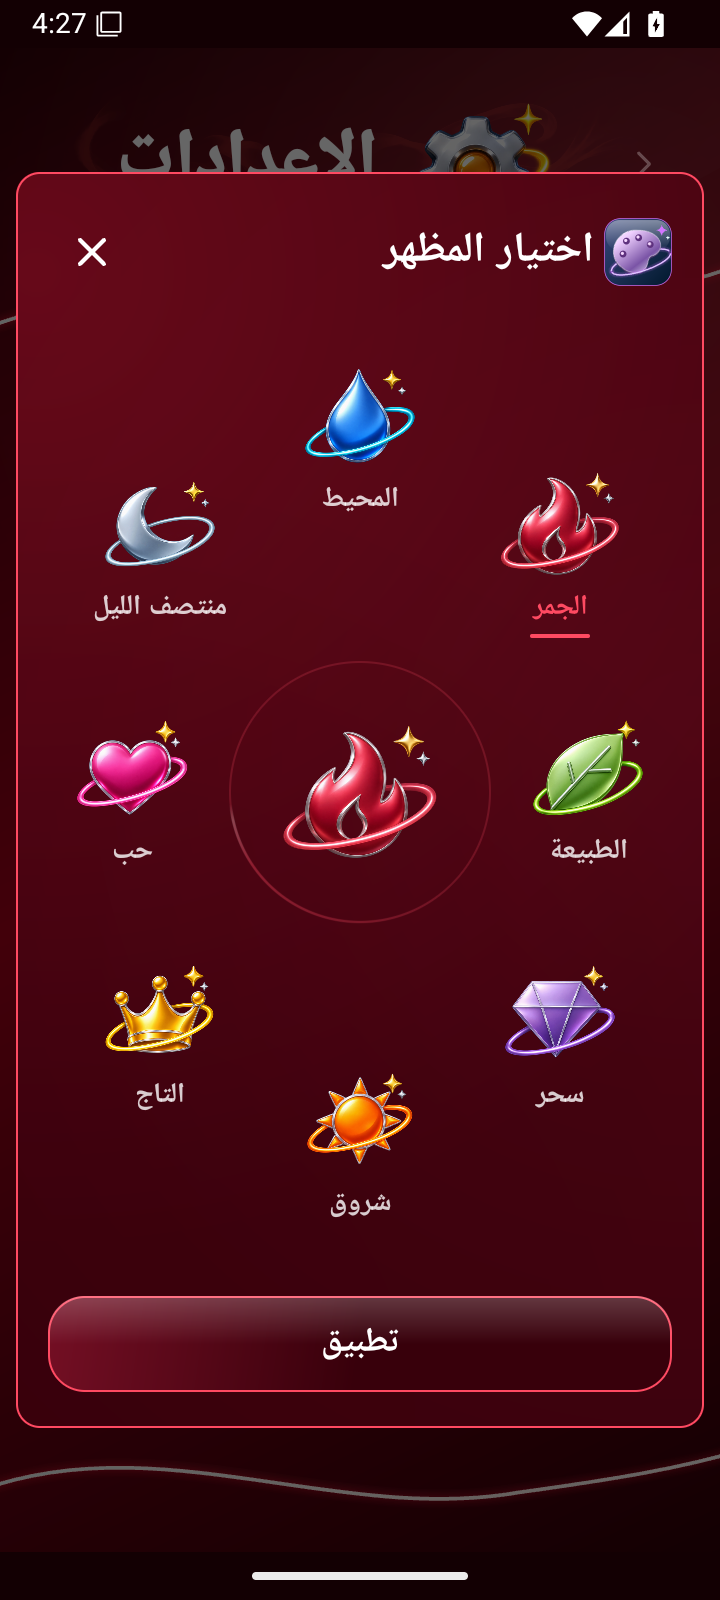 4:27
الإعدادات
اختيار المظهر
المحيط
الجمر
منتصف الليل
الطبيعة
حب
سحر
التاج
شروق
تطبيق